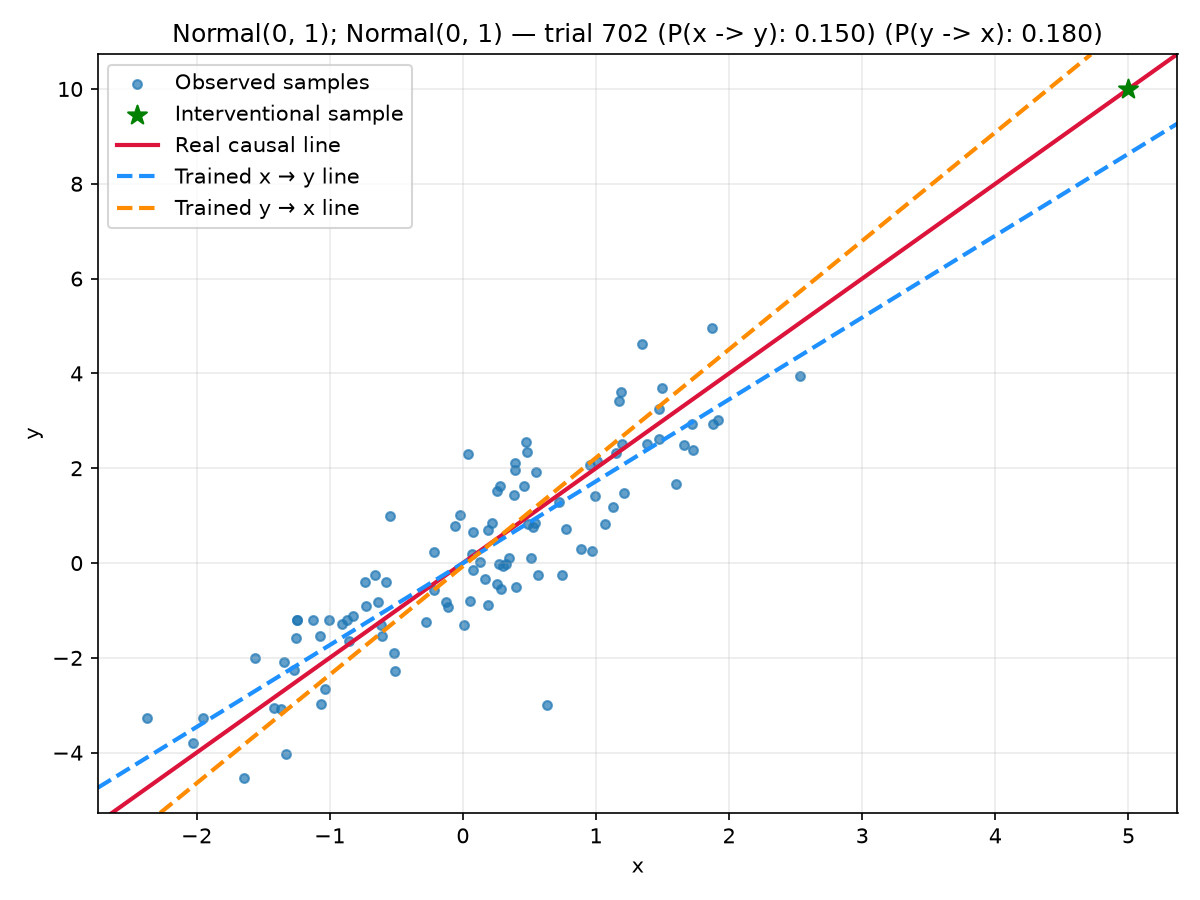 Normal(0, 1); Normal(0, 1) — trial 702 (P(x -> y): 0.150) (P(y -> x): 0.180)
Observed samples
Interventional sample
Real causal line
Trained x → y line
Trained y → x line
10
8
6
4
2
0
−2
−4
y
−2
−1
0
1
2
3
4
5
x